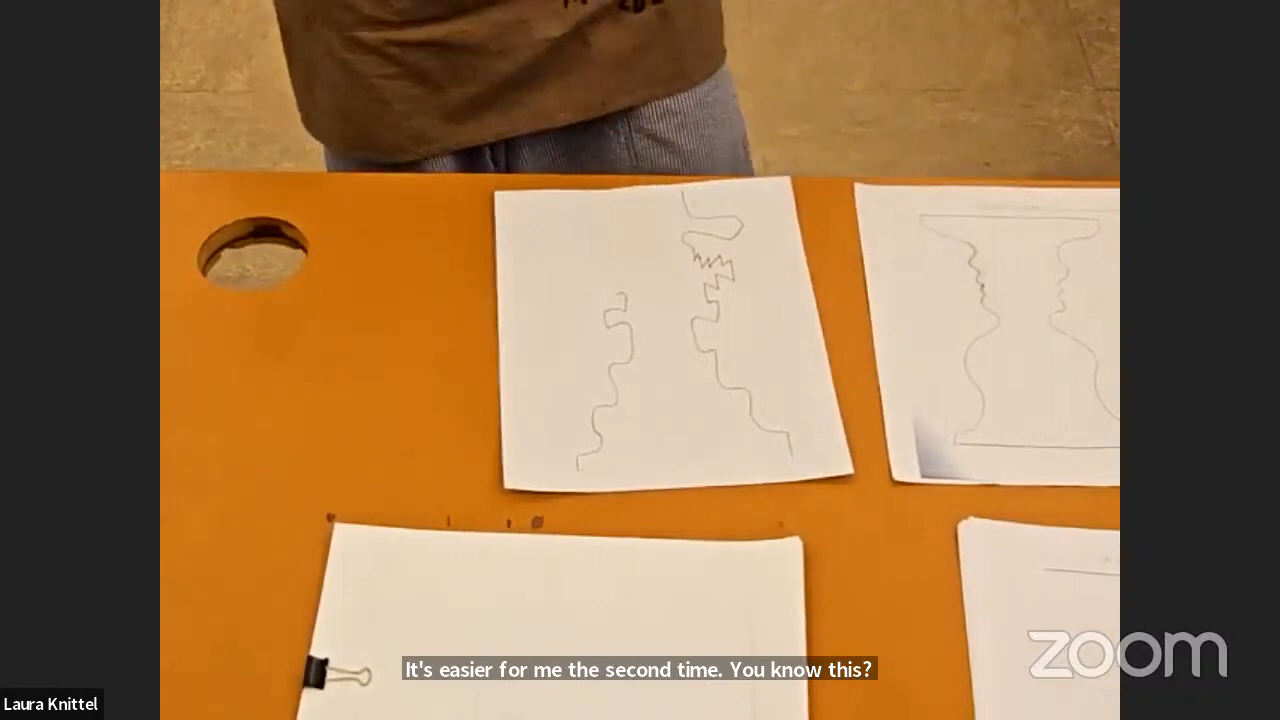 It's easier for me the second time. You know this?
zoom
Laura Knittel